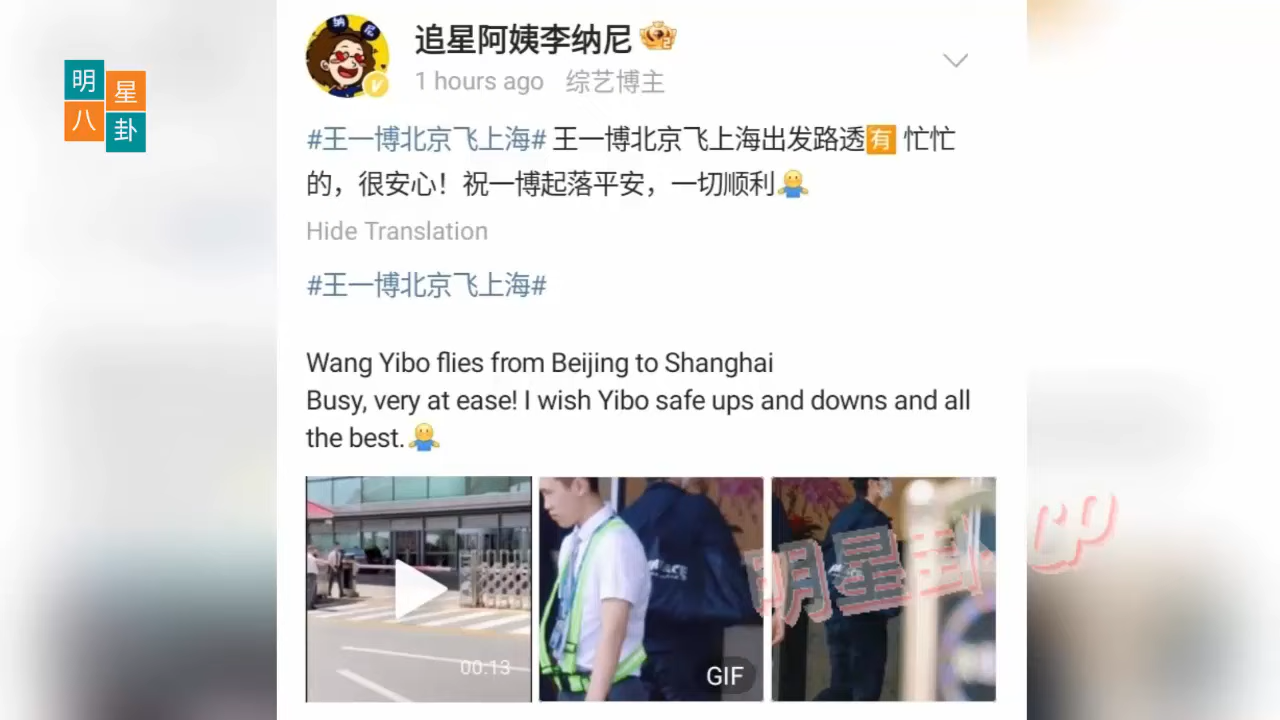 明星
八卦
追星阿姨李纳尼
1 hours ago 综艺博主
#王一博北京飞上海# 王一博北京飞上海出发路透有 忙忙
的，很安心！祝一博起落平安，一切顺利
Hide Translation
#王一博北京飞上海#
Wang Yibo flies from Beijing to Shanghai
Busy, very at ease! I wish Yibo safe ups and downs and all
the best.
00:13
GIF
明星卦